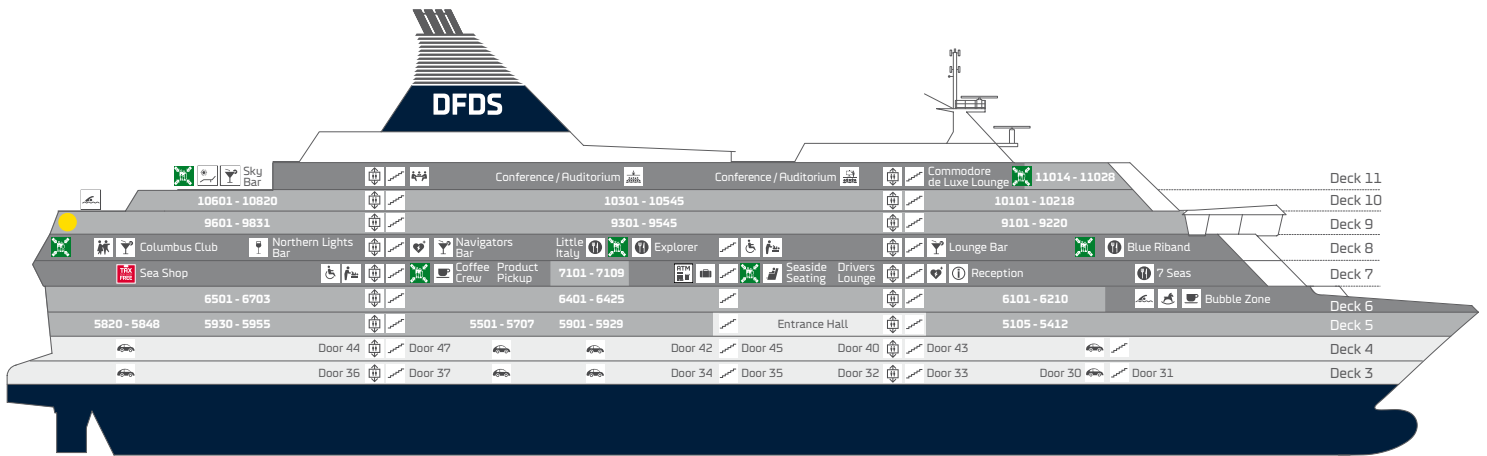 DFDS
Sky
Bar
Conference / Auditorium
Conference / Auditorium
Commodore
de Luxe Lounge
11014 - 11028
Deck 11
10601 - 10820
10301 - 10545
10101 - 10218
Deck 10
9601 - 9831
9301 - 9545
9101 - 9220
Deck 9
Columbus Club
Northern Lights
Bar
Navigators
Bar
Little
Italy
Explorer
Lounge Bar
Blue Riband
Deck 8
TAX
FREE
Sea Shop
Coffee
Crew
Product
Pickup
7101 - 7109
ATM
Seaside
Seating
Drivers
Lounge
Reception
7 Seas
Deck 7
6501 - 6703
6401 - 6425
6101 - 6210
Bubble Zone
Deck 6
5820 - 5848
5930 - 5955
5501 - 5707
5901 - 5929
Entrance Hall
5105 - 5412
Deck 5
Door 44
Door 47
Door 42
Door 45
Door 40
Door 43
Deck 4
Door 36
Door 37
Door 34
Door 35
Door 32
Door 33
Door 30
Door 31
Deck 3